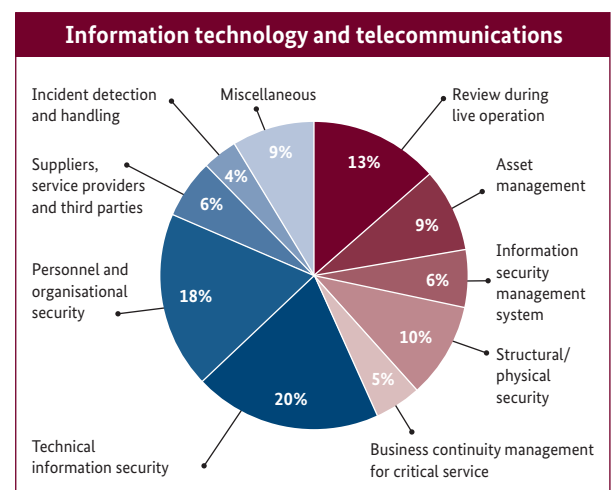 Information technology and telecommunications
Incident detection
and handling
Miscellaneous
Review during
live operation
Suppliers,
service providers
and third parties
Asset
management
Personnel and
organisational
security
Information
security
management
system
Structural/
physical
security
Technical
information security
Business continuity management
for critical service
13%
9%
6%
10%
5%
20%
18%
6%
4%
9%